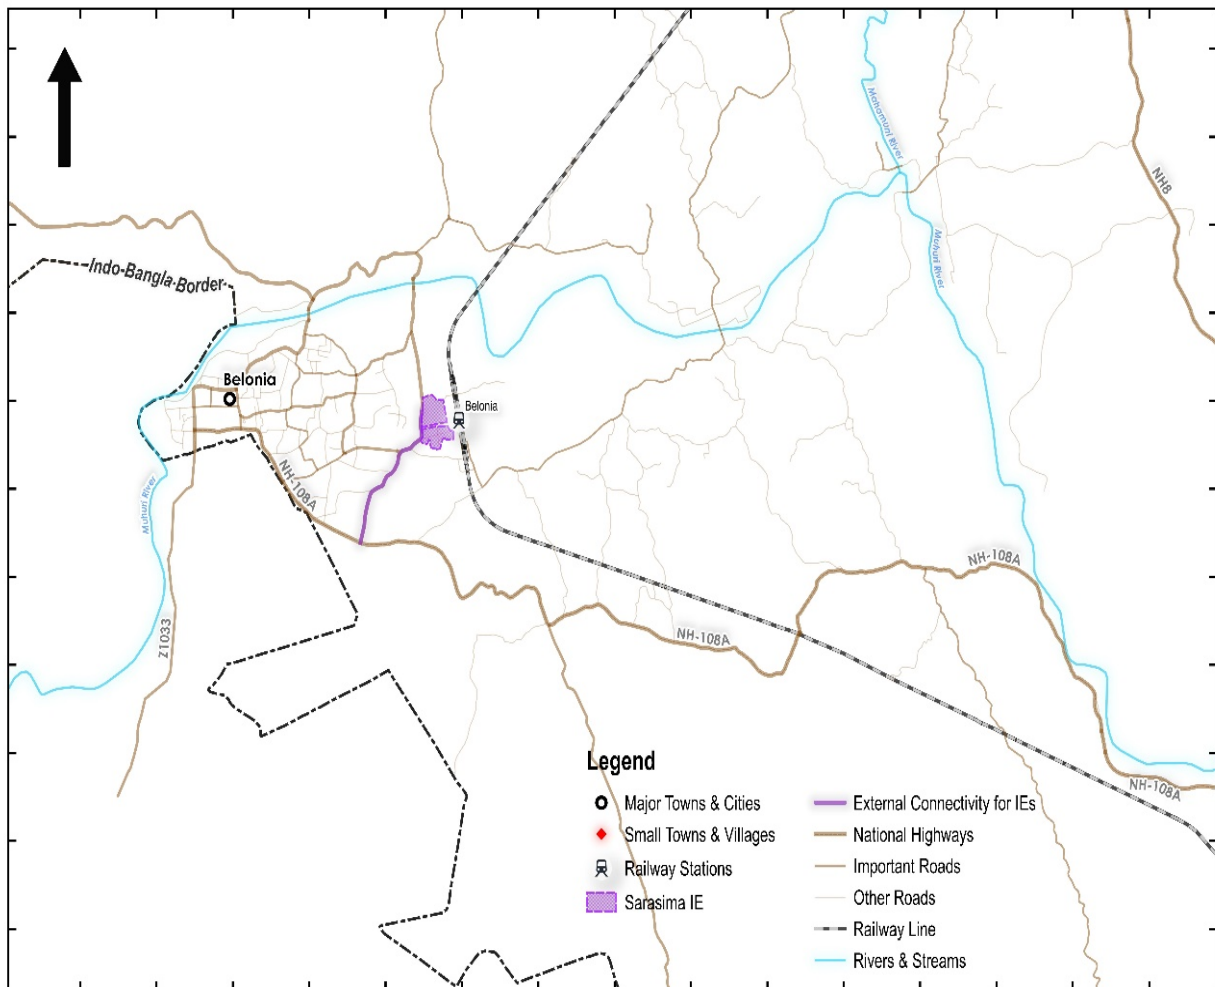 Mahamuni River
NH8
Muhuri River
Indo-Bangla-Border
Belonia
Belonia
NH-108A
Muhuri River
NH-108A
Z1033
NH-108A
NH-108A
Legend
Major Towns & Cities
Small Towns & Villages
Railway Stations
Sarasima IE
External Connectivity for IEs
National Highways
Important Roads
Other Roads
Railway Line
Rivers & Streams